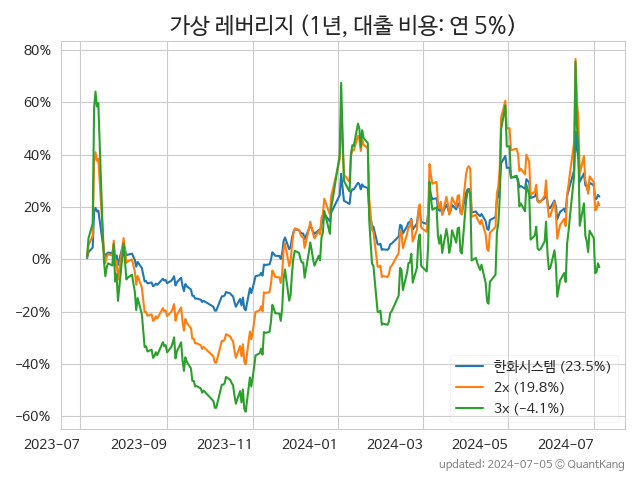 가상 레버리지 (1년, 대출 비용: 연 5%)
80%
60%
40%
20%
0%
−20%
−40%
−60%
한화시스템 (23.5%)
2x (19.8%)
3x (−4.1%)
2023-07 2023-09 2023-11 2024-01 2024-03 2024-05 2024-07
updated: 2024-07-05 © QuantKang